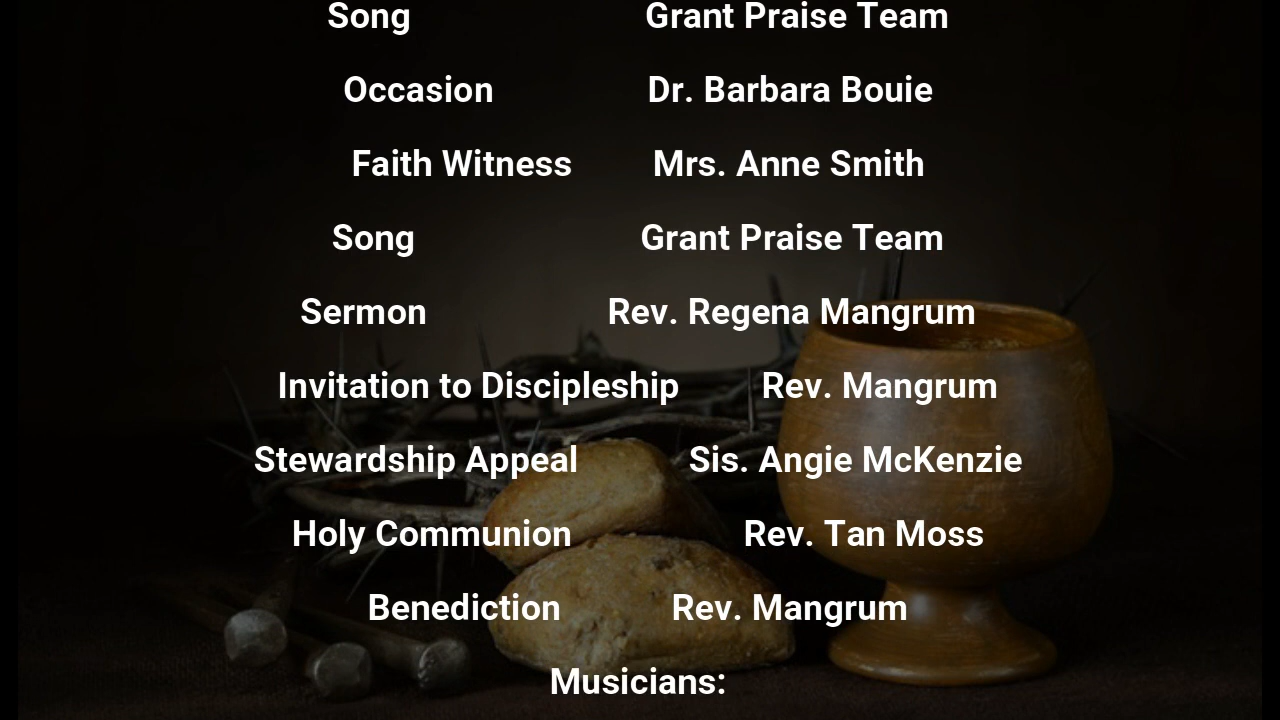 Song Grant Praise Team
Occasion Dr. Barbara Bouie
Faith Witness Mrs. Anne Smith
Song Grant Praise Team
Sermon Rev. Regena Mangrum
Invitation to Discipleship Rev. Mangrum
Stewardship Appeal Sis. Angie McKenzie
Holy Communion Rev. Tan Moss
Benediction Rev. Mangrum
Musicians: